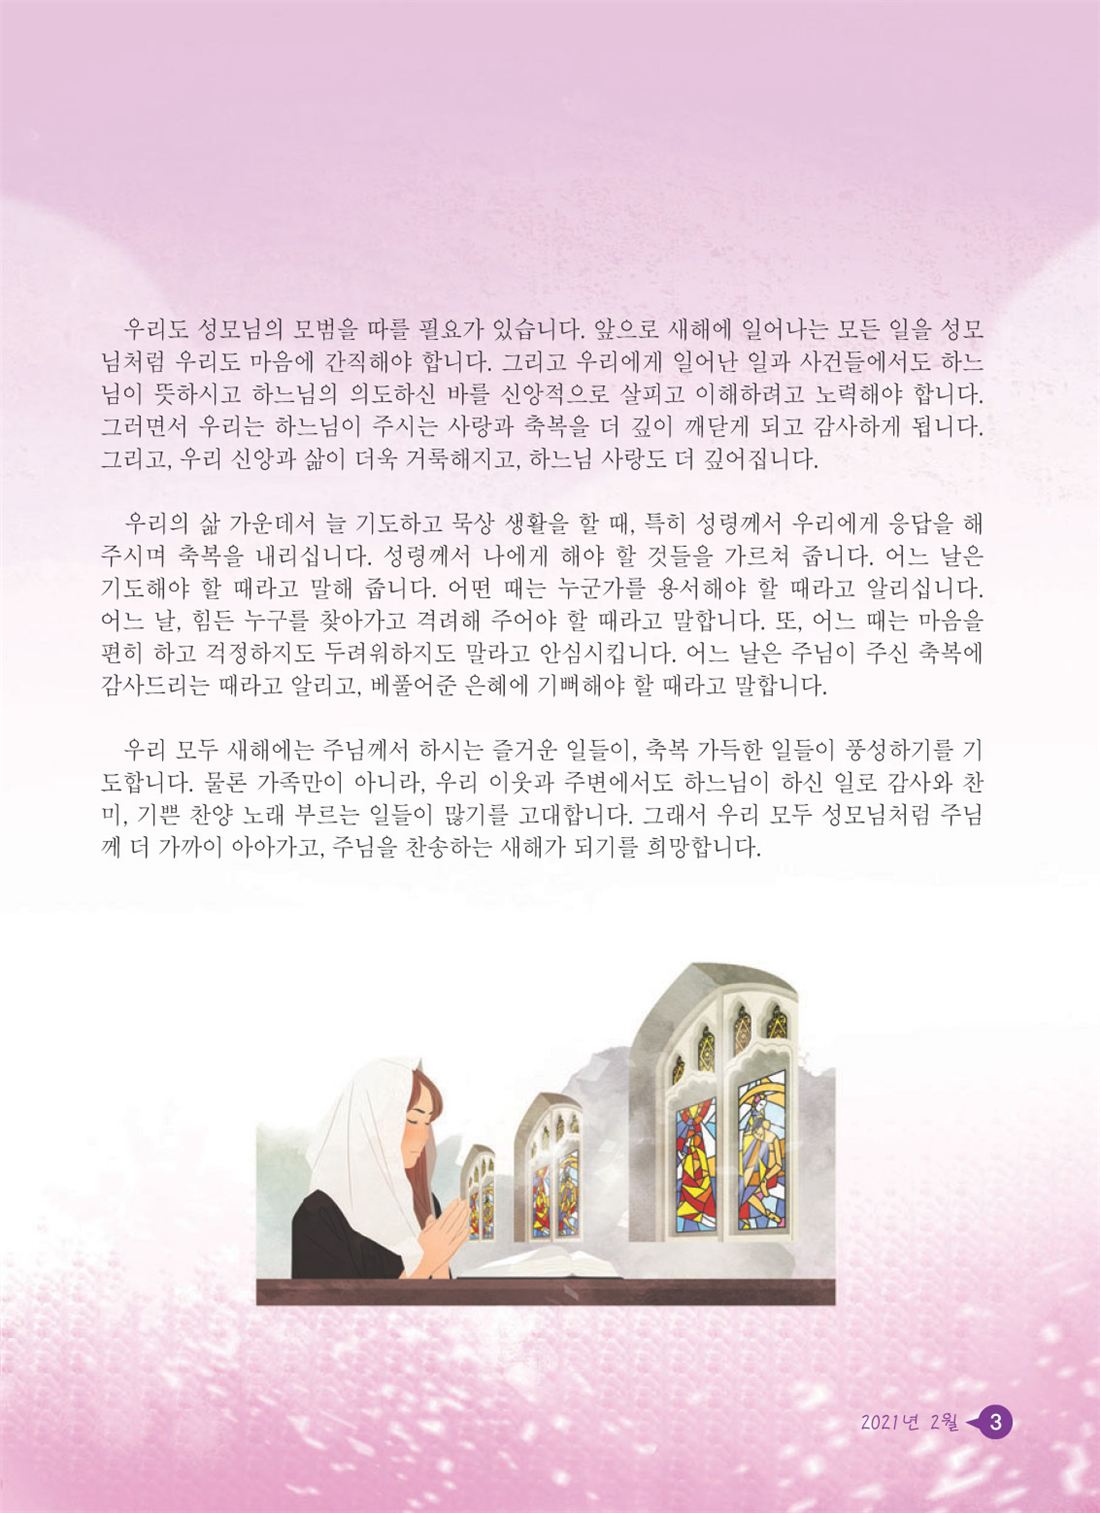 우리도 성모님의 모범을 따를 필요가 있습니다. 앞으로 새해에 일어나는 모든 일을 성모
님처럼 우리도 마음에 간직해야 합니다. 그리고 우리에게 일어난 일과 사건들에서도 하느
님이 뜻하시고 하느님의 의도하신 바를 신앙적으로 살피고 이해하려고 노력해야 합니다.
그러면서 우리는 하느님이 주시는 사랑과 축복을 더 깊이 깨닫게 되고 감사하게 됩니다.
그리고, 우리 신앙과 삶이 더욱 거룩해지고, 하느님 사랑도 더 깊어집니다.
우리의 삶 가운데서 늘 기도하고 묵상 생활을 할 때, 특히 성령께서 우리에게 응답을 해
주시며 축복을 내리십니다. 성령께서 나에게 해야 할 것들을 가르쳐 줍니다. 어느 날은
기도해야 할 때라고 말해 줍니다. 어떤 때는 누군가를 용서해야 할 때라고 알리십니다.
어느 날, 힘든 누구를 찾아가고 격려해 주어야 할 때라고 말합니다. 또, 어느 때는 마음을
편히 하고 걱정하지도 두려워하지도 말라고 안심시킵니다. 어느 날은 주님이 주신 축복에
감사드리는 때라고 알리고, 베풀어준 은혜에 기뻐해야 할 때라고 말합니다.
우리 모두 새해에는 주님께서 하시는 즐거운 일들이, 축복 가득한 일들이 풍성하기를 기
도합니다. 물론 가족만이 아니라, 우리 이웃과 주변에서도 하느님이 하신 일로 감사와 찬
미, 기쁜 찬양 노래 부르는 일들이 많기를 고대합니다. 그래서 우리 모두 성모님처럼 주님
께 더 가까이 아아가고, 주님을 찬송하는 새해가 되기를 희망합니다.
2021년 2월 3